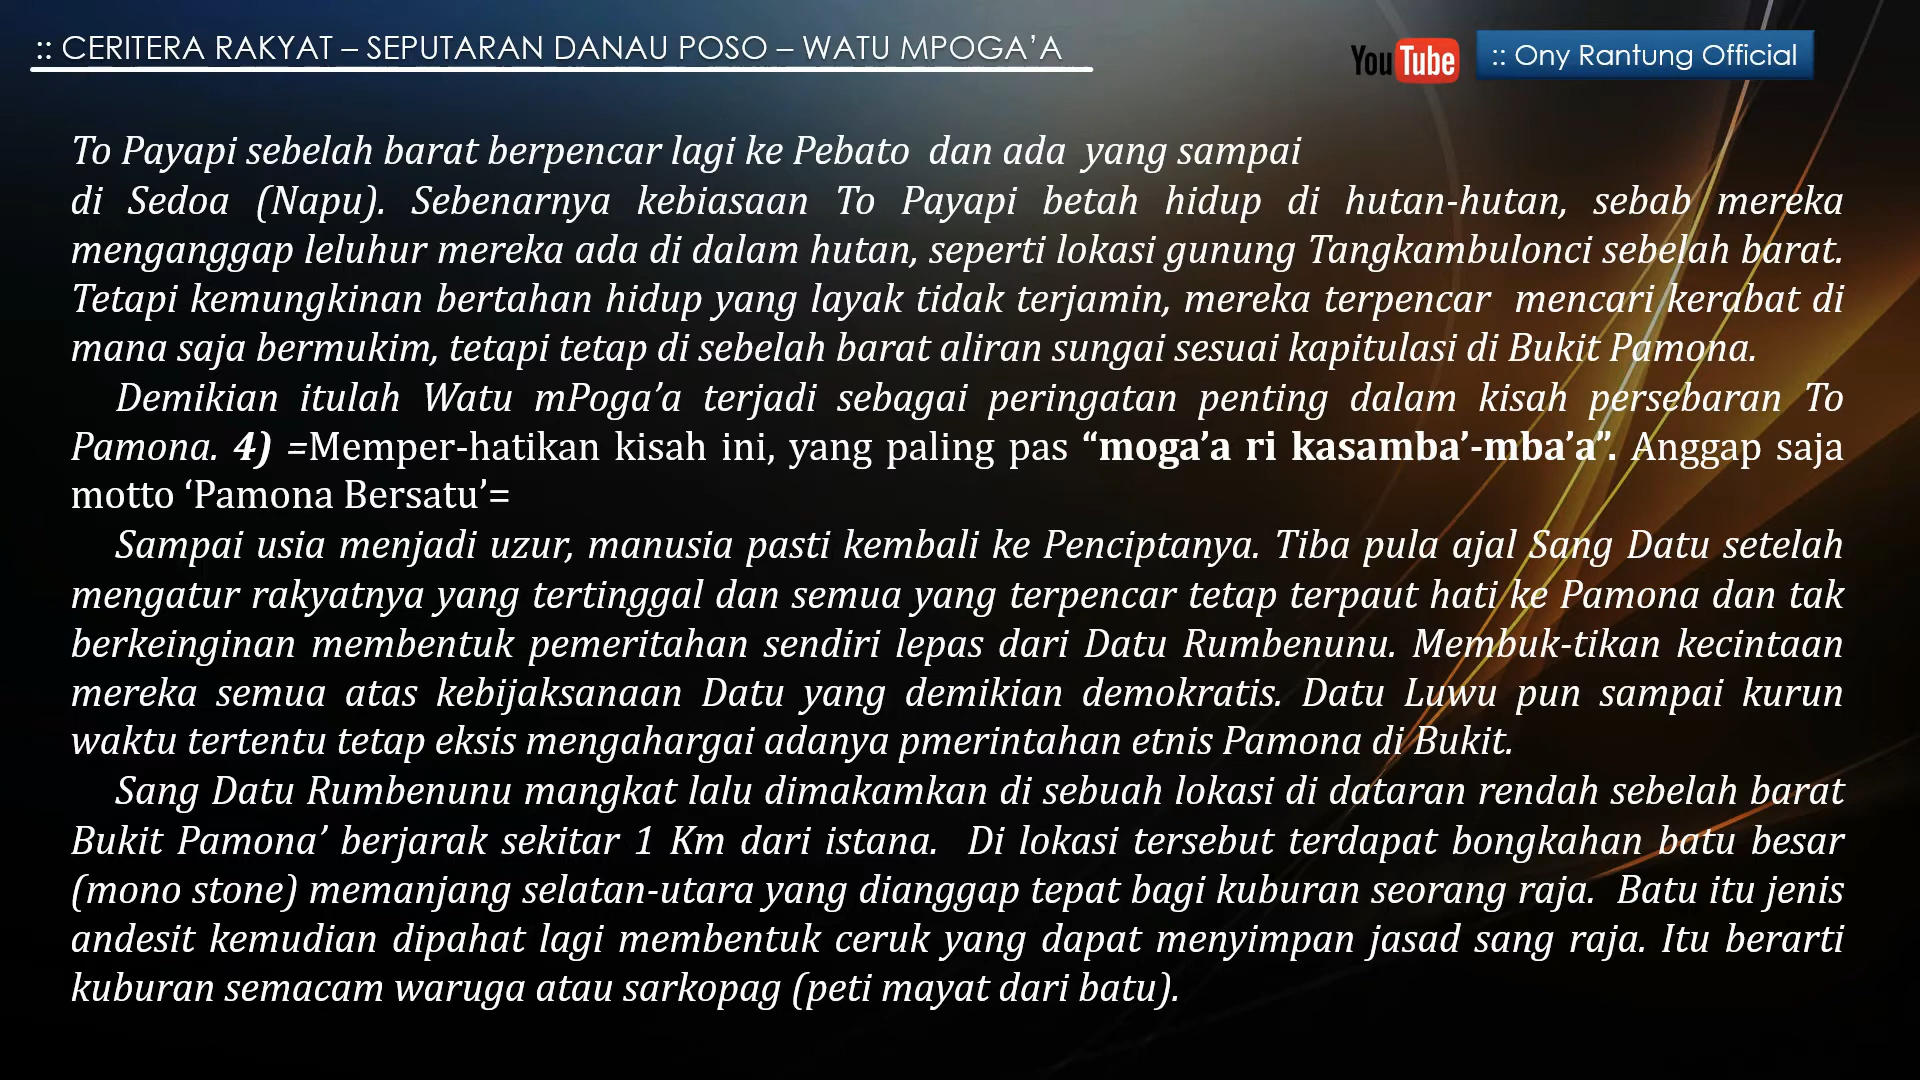 :: CERITERA RAKYAT – SEPUTARAN DANAU POSO – WATU MPOGA’A
YouTube
:: Ony Rantung Official
To Payapi sebelah barat berpencar lagi ke Pebato dan ada yang sampai
di Sedoa (Napu). Sebenarnya kebiasaan To Payapi betah hidup di hutan-hutan, sebab mereka
menganggap leluhur mereka ada di dalam hutan, seperti lokasi gunung Tangkambulonci sebelah barat.
Tetapi kemungkinan bertahan hidup yang layak tidak terjamin, mereka terpencar mencari kerabat di
mana saja bermukim, tetapi tetap di sebelah barat aliran sungai sesuai kapitulasi di Bukit Pamona.
Demikian itulah Watu mPoga’a terjadi sebagai peringatan penting dalam kisah persebaran To
Pamona. 4) =Memper-hatikan kisah ini, yang paling pas “moga’a ri kasamba’-mba’a”. Anggap saja
motto ‘Pamona Bersatu’=
Sampai usia menjadi uzur, manusia pasti kembali ke Penciptanya. Tiba pula ajal Sang Datu setelah
mengatur rakyatnya yang tertinggal dan semua yang terpencar tetap terpaut hati ke Pamona dan tak
berkeinginan membentuk pemeritahan sendiri lepas dari Datu Rumbenunu. Membuk-tikan kecintaan
mereka semua atas kebijaksanaan Datu yang demikian demokratis. Datu Luwu pun sampai kurun
waktu tertentu tetap eksis mengahargai adanya pmerintahan etnis Pamona di Bukit.
Sang Datu Rumbenunu mangkat lalu dimakamkan di sebuah lokasi di dataran rendah sebelah barat
Bukit Pamona’ berjarak sekitar 1 Km dari istana. Di lokasi tersebut terdapat bongkahan batu besar
(mono stone) memanjang selatan-utara yang dianggap tepat bagi kuburan seorang raja. Batu itu jenis
andesit kemudian dipahat lagi membentuk ceruk yang dapat menyimpan jasad sang raja. Itu berarti
kuburan semacam waruga atau sarkopag (peti mayat dari batu).